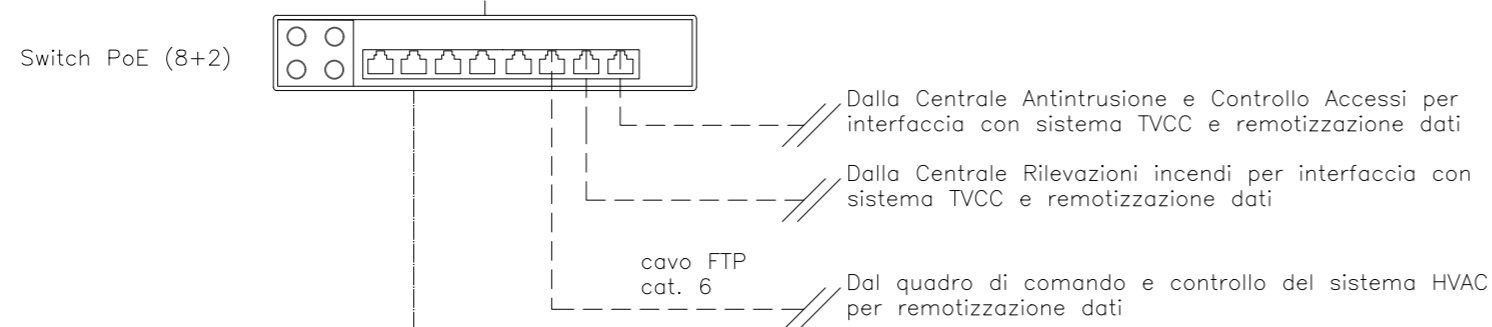 Switch PoE (8+2)
Dalla Centrale Antintrusione e Controllo Accessi per
interfaccia con sistema TVCC e remotizzazione dati
Dalla Centrale Rilevazioni incendi per interfaccia con
sistema TVCC e remotizzazione dati
cavo FTP
cat. 6
Dal quadro di comando e controllo del sistema HVAC
per remotizzazione dati